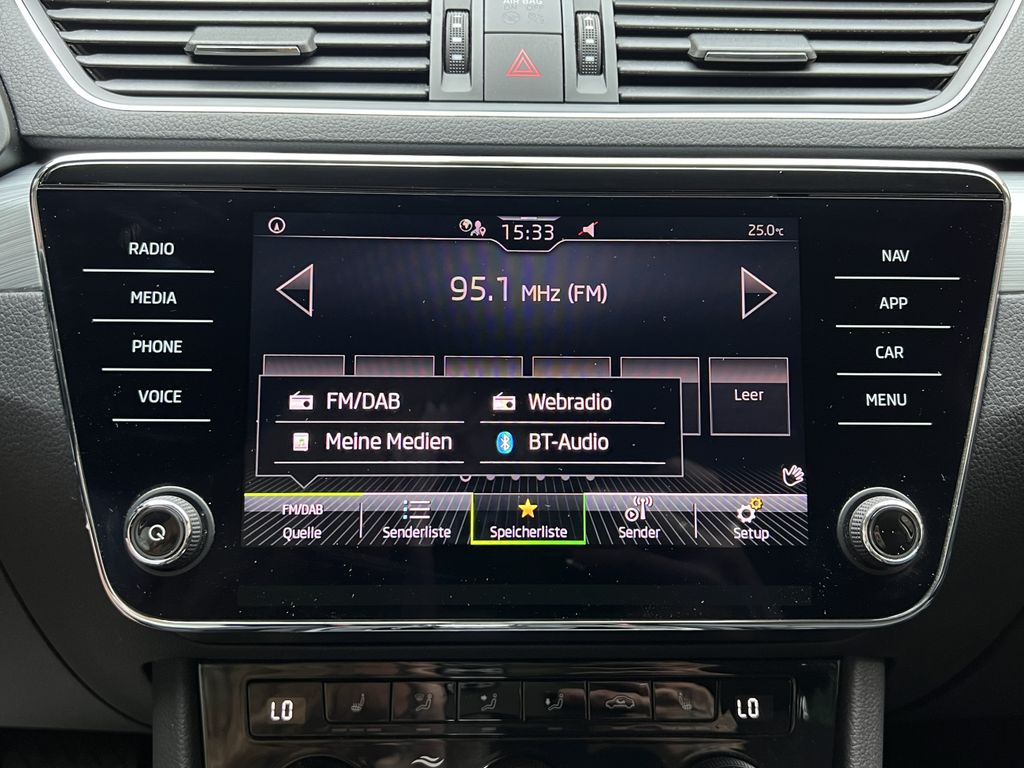 AIR BAG
RADIO
MEDIA
PHONE
VOICE
15:33
25.0°C
95.1 MHz (FM)
Leer
FM/DAB
Webradio
Meine Medien
BT-Audio
FM/DAB
Quelle
Senderliste
Speicherliste
Sender
Setup
NAV
APP
CAR
MENU
LO
LO